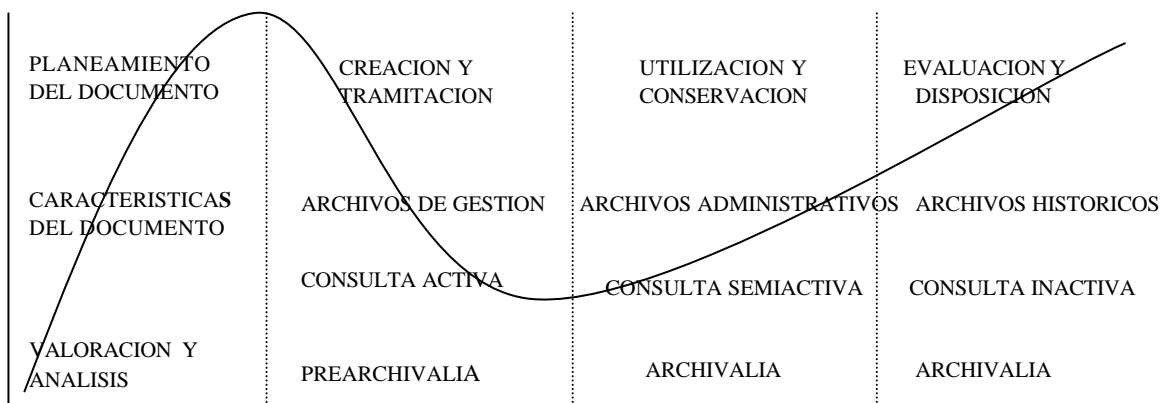 PLANEAMIENTO
DEL DOCUMENTO
CARACTERISTICAS
DEL DOCUMENTO
VALORACION Y
ANALISIS
CREACION Y
TRAMITACION
ARCHIVOS DE GESTION
CONSULTA ACTIVA
PREARCHIVALIA
UTILIZACION Y
CONSERVACION
ARCHIVOS ADMINISTRATIVOS
CONSULTA SEMIACTIVA
ARCHIVALIA
EVALUACION Y
DISPOSICION
ARCHIVOS HISTORICOS
CONSULTA INACTIVA
ARCHIVALIA